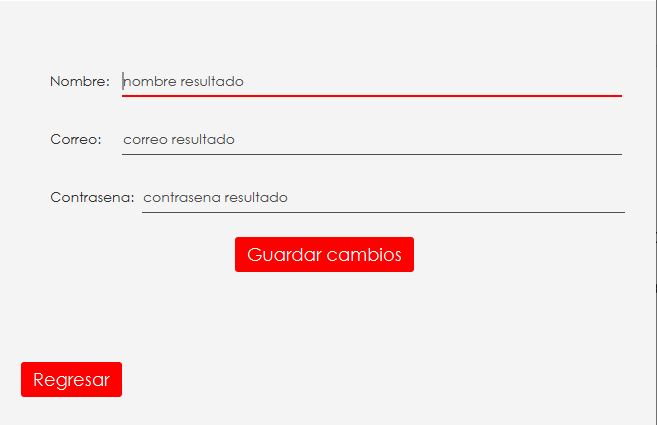 Nombre: nombre resultado
Correo: correo resultado
Contrasena: contrasena resultado
Guardar cambios
Regresar